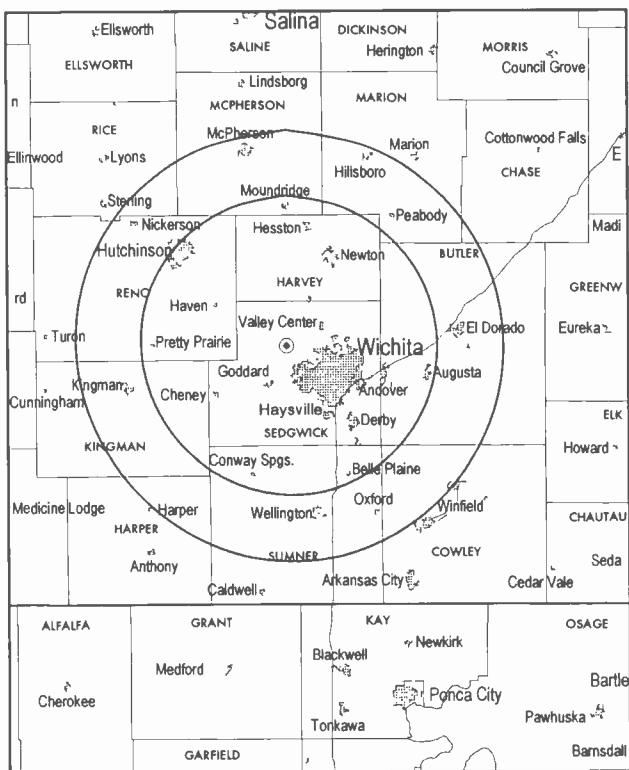 Salina
Ellsworth
DICKINSON
SALINE
Herington
MORRIS
Council Grove
ELLSWORTH
Lindsborg
n
MCPHERSON
MARION
RICE
McPherson
Cottonwood Falls
Ellinwood
Lyons
Marion
E
Hillsboro
CHASE
Sterling
Moundridge
Nickerson
Peabody
Madi
Hesston
Hutchinson
Newton
BUTLER
HARVEY
GREENW
rd
RENO
Haven
Valley Center
El Dorado
Eureka
Turon
Pretty Prairie
Wichita
Goddard
Augusta
Kingman
Cheney
Andover
Cunningham
Haysville
ELK
Derby
SEDGWICK
KINGMAN
Howard
Conway Spgs.
Belle Plaine
Medicine Lodge
Harper
Wellington
Oxford
Winfield
CHAUTAU
HARPER
SUMNER
COWLEY
Seda
Anthony
Caldwell
Arkansas City
Cedar Vale
ALFALFA
GRANT
KAY
OSAGE
Newkirk
Blackwell
Medford
Bartle
Cherokee
Ponca City
Pawhuska
Tonkawa
Barnsdall
GARFIELD